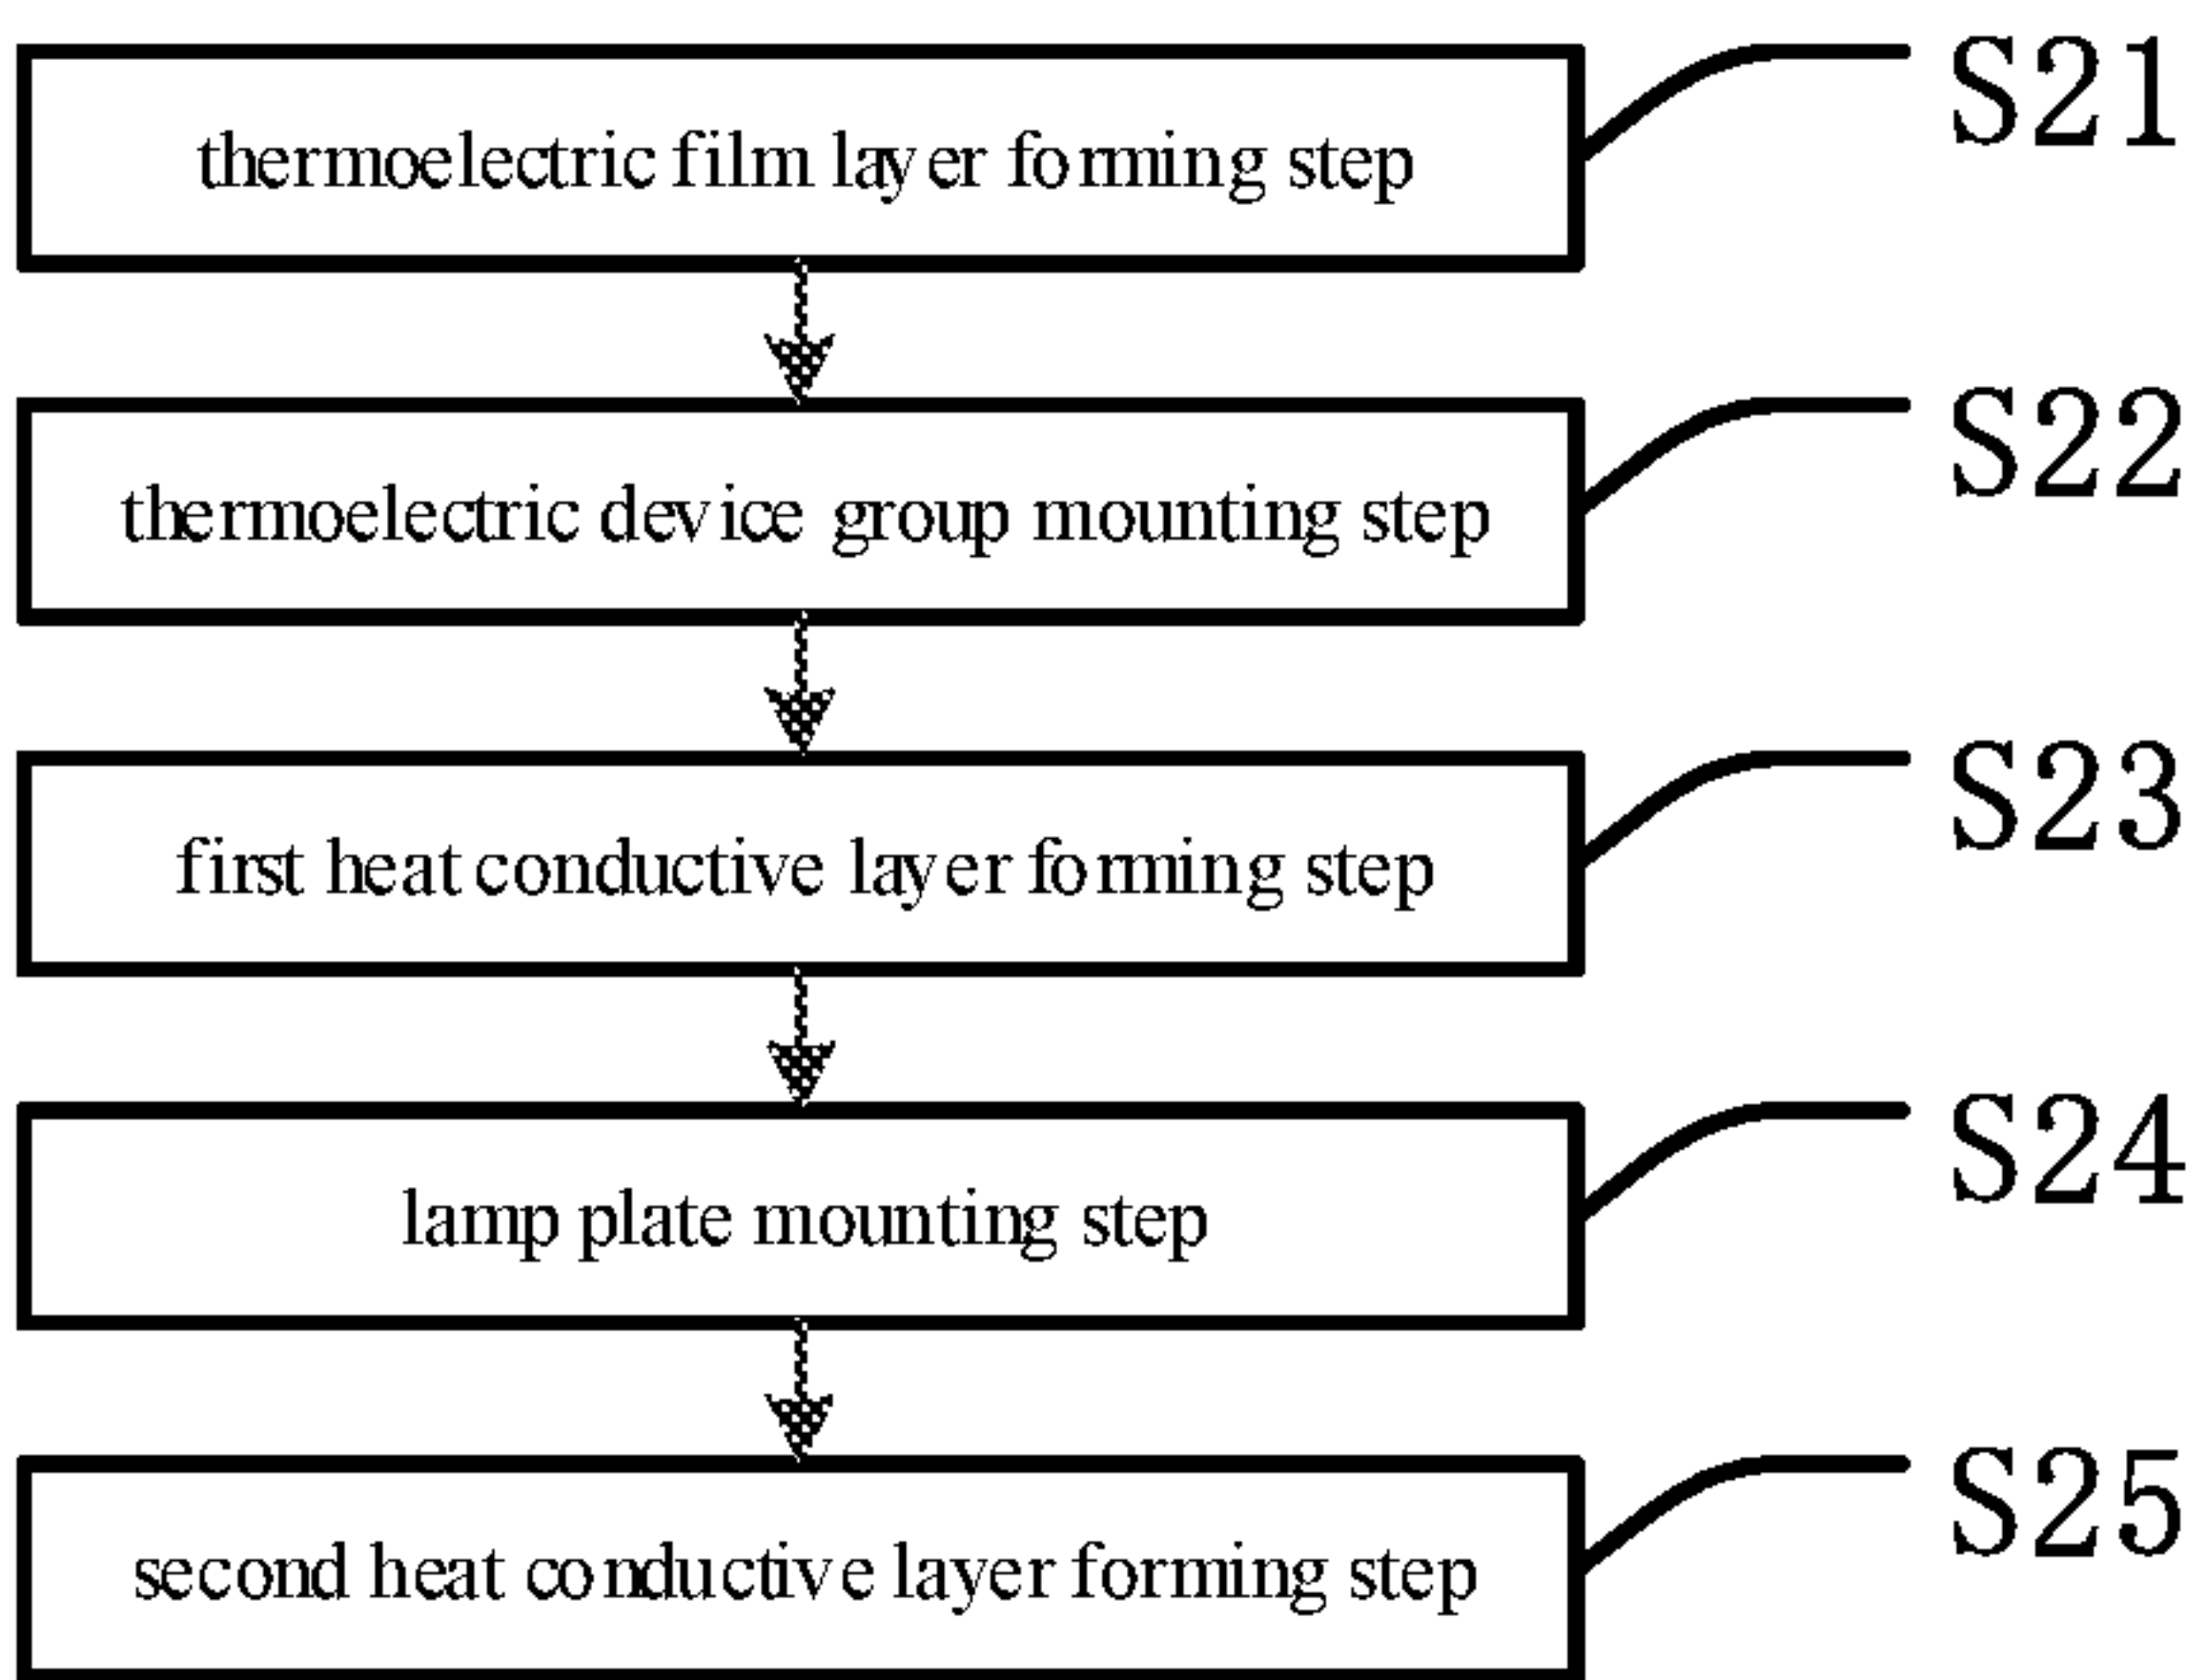 thermoelectric film layer forming step S21
thermoelectric device group mounting step S22
first heat conductive layer forming step S23
lamp plate mounting step S24
second heat conductive layer forming step S25